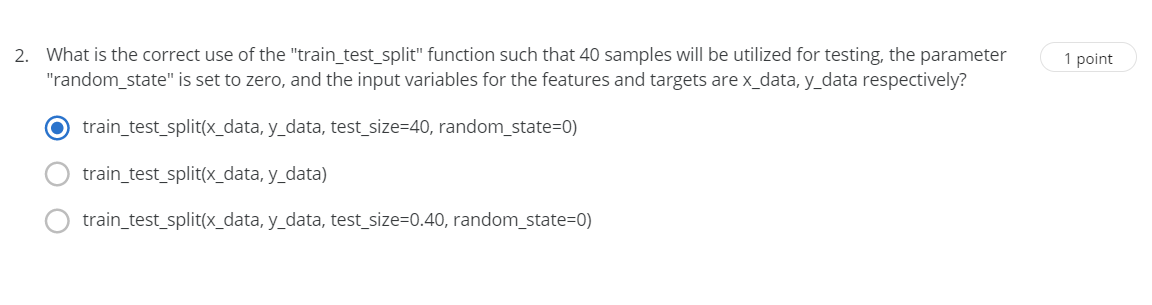 2. What is the correct use of the "train_test_split" function such that 40 samples will be utilized for testing, the parameter
1 point
"random_state" is set to zero, and the input variables for the features and targets are x_data, y_data respectively?
train_test_split(x_data, y_data, test_size=40, random_state=0)
train_test_split(x_data, y_data)
train_test_split(x_data, y_data, test_size=0.40, random_state=0)